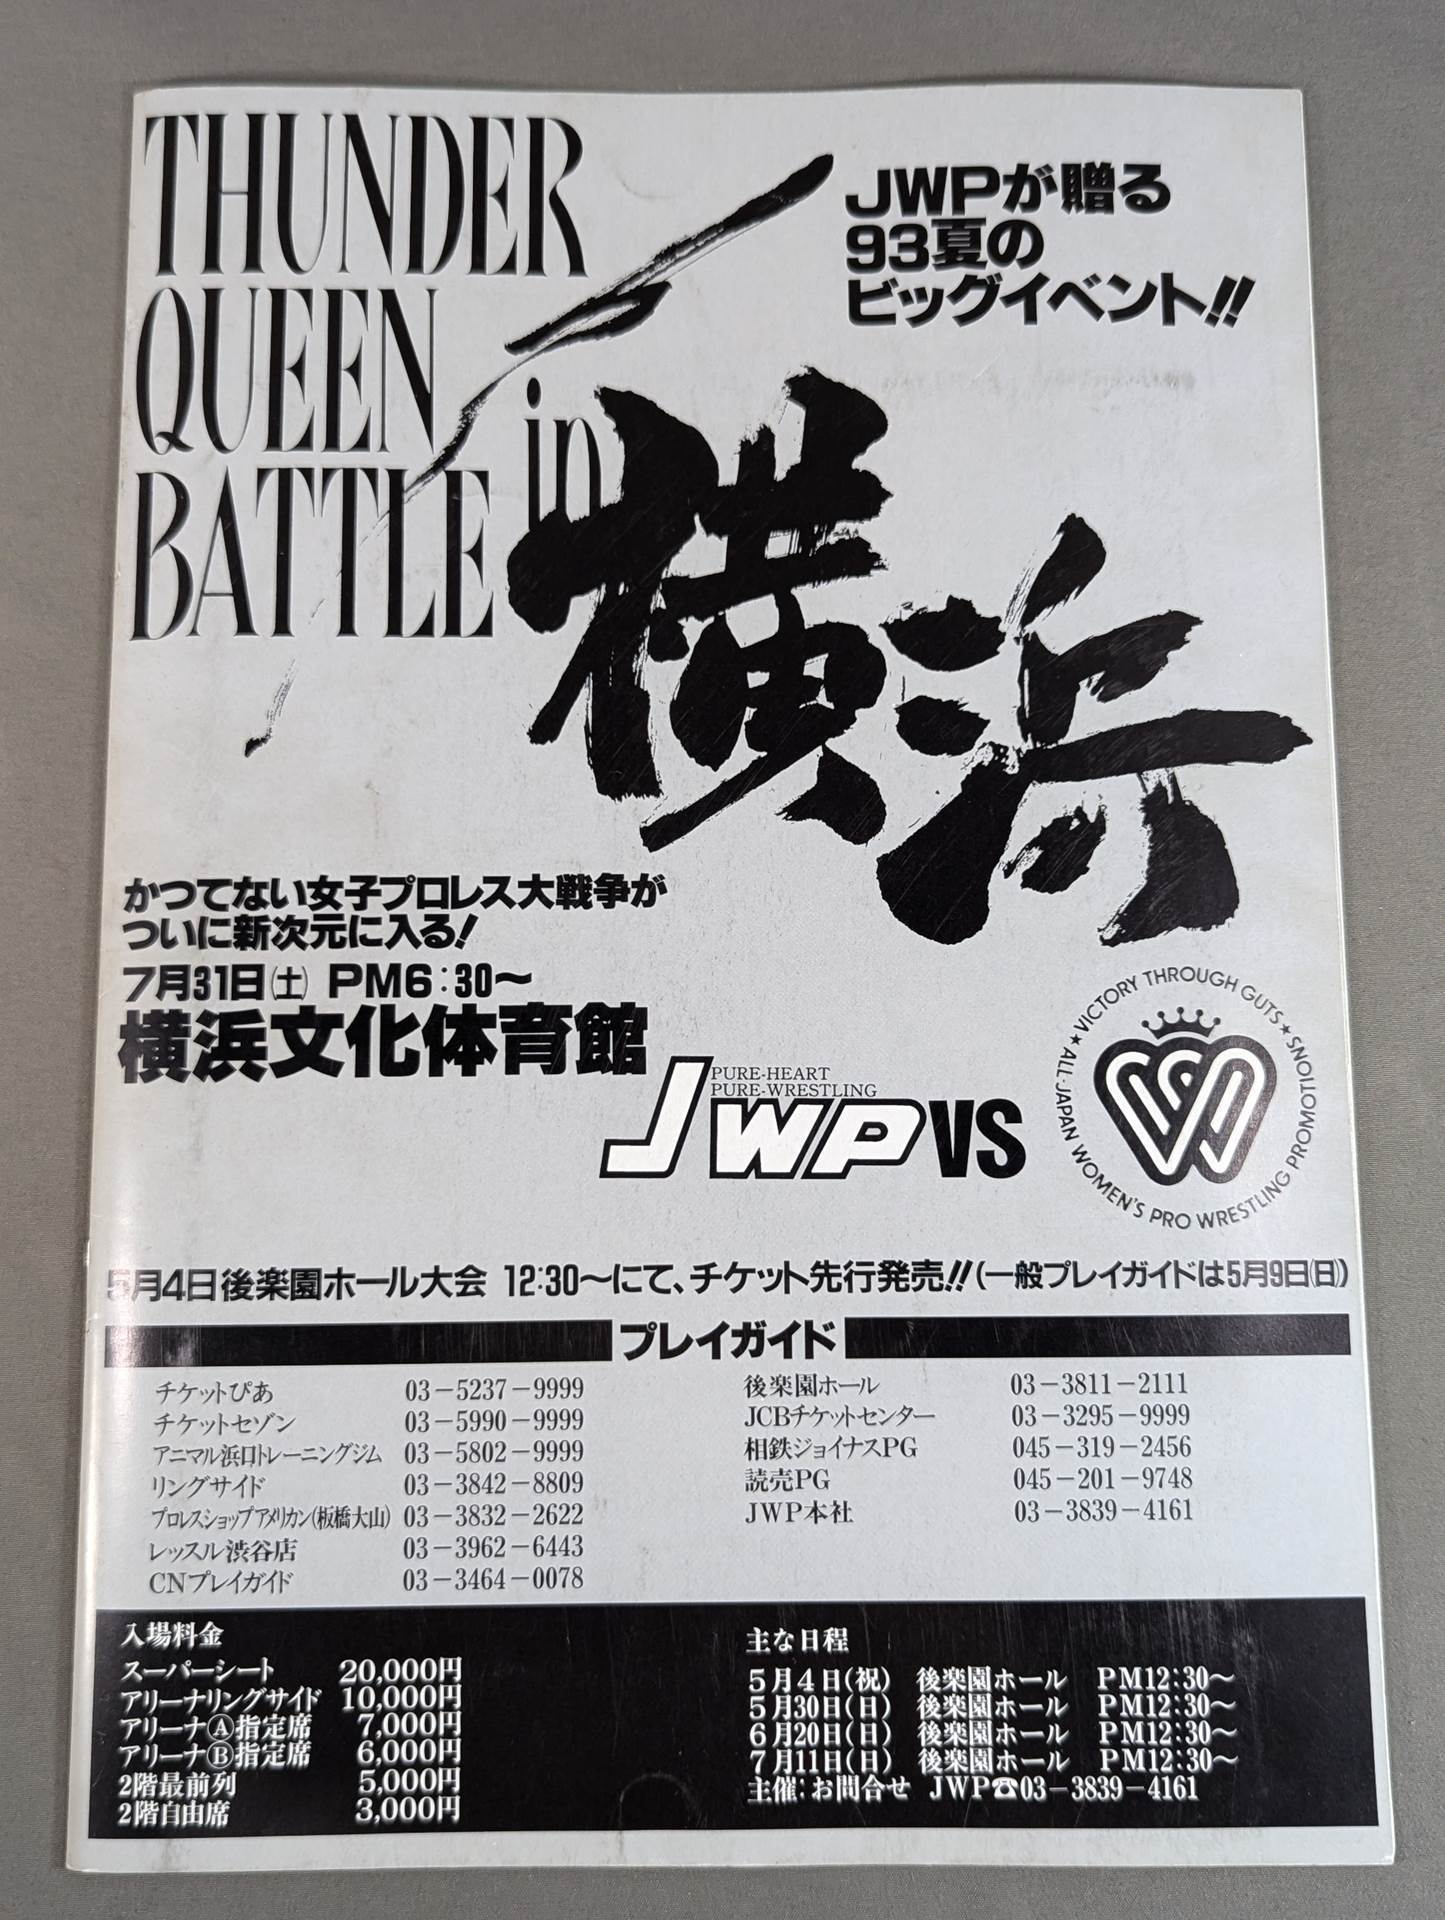 THUNDER
QUEEN
BATTLE
in
横浜
JWPが贈る
93夏の
ビッグイベント!!
かつてない女子プロレス大戦争が
ついに新次元に入る!
7月31日(土) PM6:30〜
横浜文化体育館
PURE-HEART
PURE-WRESTLING
JWP VS
★VICTORY THROUGH GUTS★
ALL·JAPAN WOMEN'S PRO WRESTLING PROMOTIONS
5月4日後楽園ホール大会 12:30〜にて、チケット先行発売!!(一般プレイガイドは5月9日(日))
プレイガイド
チケットぴあ 03-5237-9999
チケットセゾン 03-5990-9999
アニマル浜口トレーニングジム 03-5802-9999
リングサイド 03-3842-8809
プロレスショップアメリカン(板橋大山) 03-3832-2622
レッスル渋谷店 03-3962-6443
CNプレイガイド 03-3464-0078
後楽園ホール 03-3811-2111
JCBチケットセンター 03-3295-9999
相鉄ジョイナスPG 045-319-2456
読売PG 045-201-9748
JWP本社 03-3839-4161
入場料金
スーパーシート 20,000円
アリーナリングサイド 10,000円
アリーナⒶ指定席 7,000円
アリーナⒷ指定席 6,000円
2階最前列 5,000円
2階自由席 3,000円
主な日程
5月4日(祝) 後楽園ホール PM12:30〜
5月30日(日) 後楽園ホール PM12:30〜
6月20日(日) 後楽園ホール PM12:30〜
7月11日(日) 後楽園ホール PM12:30〜
主催:お問合せ JWP☎03-3839-4161